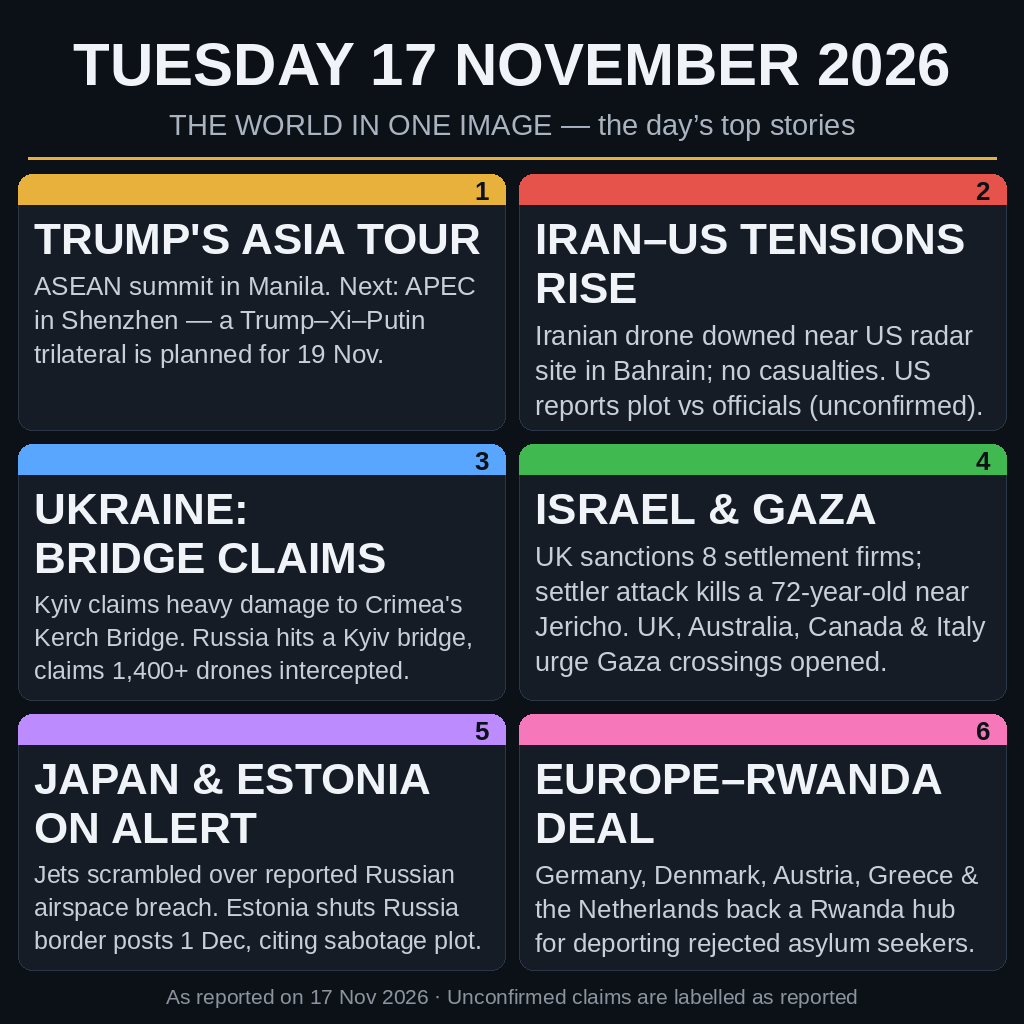 TUESDAY 17 NOVEMBER 2026
THE WORLD IN ONE IMAGE — the day’s top stories
1
TRUMP'S ASIA TOUR
ASEAN summit in Manila. Next: APEC
in Shenzhen — a Trump–Xi–Putin
trilateral is planned for 19 Nov.
2
IRAN–US TENSIONS
RISE
Iranian drone downed near US radar
site in Bahrain; no casualties. US
reports plot vs officials (unconfirmed).
3
UKRAINE:
BRIDGE CLAIMS
Kyiv claims heavy damage to Crimea's
Kerch Bridge. Russia hits a Kyiv bridge,
claims 1,400+ drones intercepted.
4
ISRAEL & GAZA
UK sanctions 8 settlement firms;
settler attack kills a 72-year-old near
Jericho. UK, Australia, Canada & Italy
urge Gaza crossings opened.
5
JAPAN & ESTONIA
ON ALERT
Jets scrambled over reported Russian
airspace breach. Estonia shuts Russia
border posts 1 Dec, citing sabotage plot.
6
EUROPE–RWANDA
DEAL
Germany, Denmark, Austria, Greece &
the Netherlands back a Rwanda hub
for deporting rejected asylum seekers.
As reported on 17 Nov 2026 · Unconfirmed claims are labelled as reported